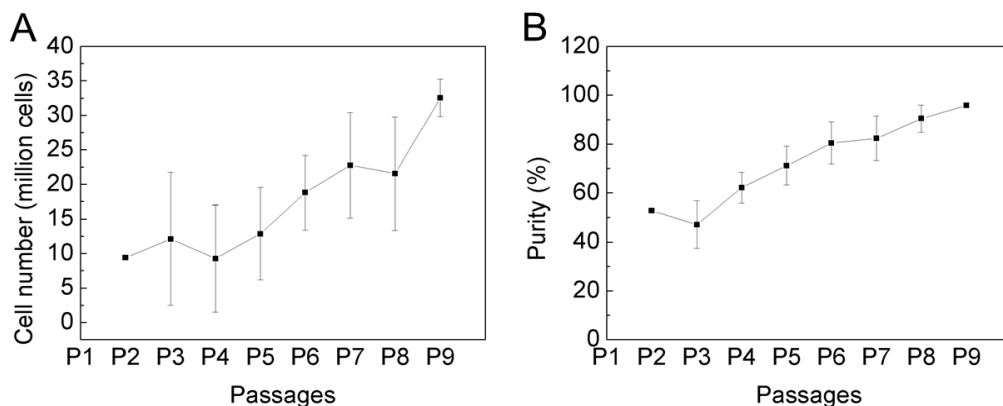 A
Cell number (million cells)
40
35
30
25
20
15
10
5
0
P1 P2 P3 P4 P5 P6 P7 P8 P9
Passages
B
Purity (%)
120
100
80
60
40
20
0
P1 P2 P3 P4 P5 P6 P7 P8 P9
Passages